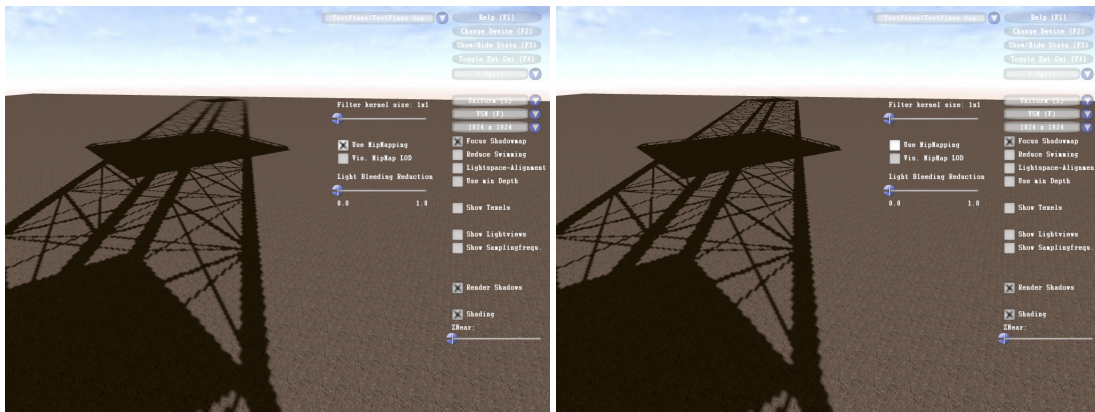 Help (F1)
Change Device (F2)
Show/Hide Stats (F3)
Toggle Ext.Gui (F4)
Uniform (L)
VSM (F)
1024 x 1024
Filter kernel size: 1x1
Focus Shadowmap
Use MipMapping
Reduce Swimming
Vis. MipMap LOD
Lightspace-Alignment
Light Bleeding Reduction
Use min Depth
0.0 1.0
Show Texels
Show Lightviews
Show Samplingfrequ.
Render Shadows
Shading
ZNear:
Help (F1)
Change Device (F2)
Show/Hide Stats (F3)
Toggle Ext.Gui (F4)
Uniform (L)
VSM (F)
1024 x 1024
Filter kernel size: 1x1
Focus Shadowmap
Use MipMapping
Reduce Swimming
Vis. MipMap LOD
Lightspace-Alignmen
Light Bleeding Reduction
Use min Depth
0.0 1.0
Show Texels
Show Lightviews
Show Samplingfrequ.
Render Shadows
Shading
ZNear: